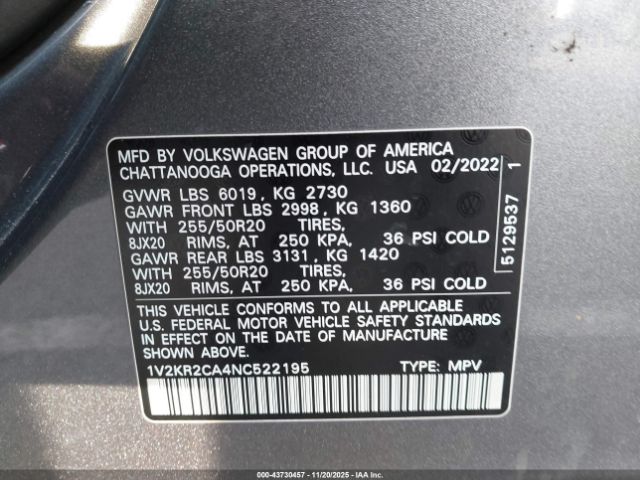 MFD BY VOLKSWAGEN GROUP OF AMERICA
CHATTANOOGA OPERATIONS, LLC. USA 02/2022
GVWR LBS 6019, KG 2730
GAWR FRONT LBS 2998, KG 1360
WITH 255/50R20 TIRES,
8JX20 RIMS, AT 250 KPA, 36 PSI COLD
GAWR REAR LBS 3131, KG 1420
WITH 255/50R20 TIRES,
8JX20 RIMS, AT 250 KPA, 36 PSI COLD
THIS VEHICLE CONFORMS TO ALL APPLICABLE
U.S. FEDERAL MOTOR VEHICLE SAFETY STANDARDS
IN EFFECT ON THE DATE OF MANUFACTURE
SHOWN ABOVE.
1V2KR2CA4NC522195 TYPE: MPV
5129537 1
000-43730457 - 11/20/2025 - IAAI.COM